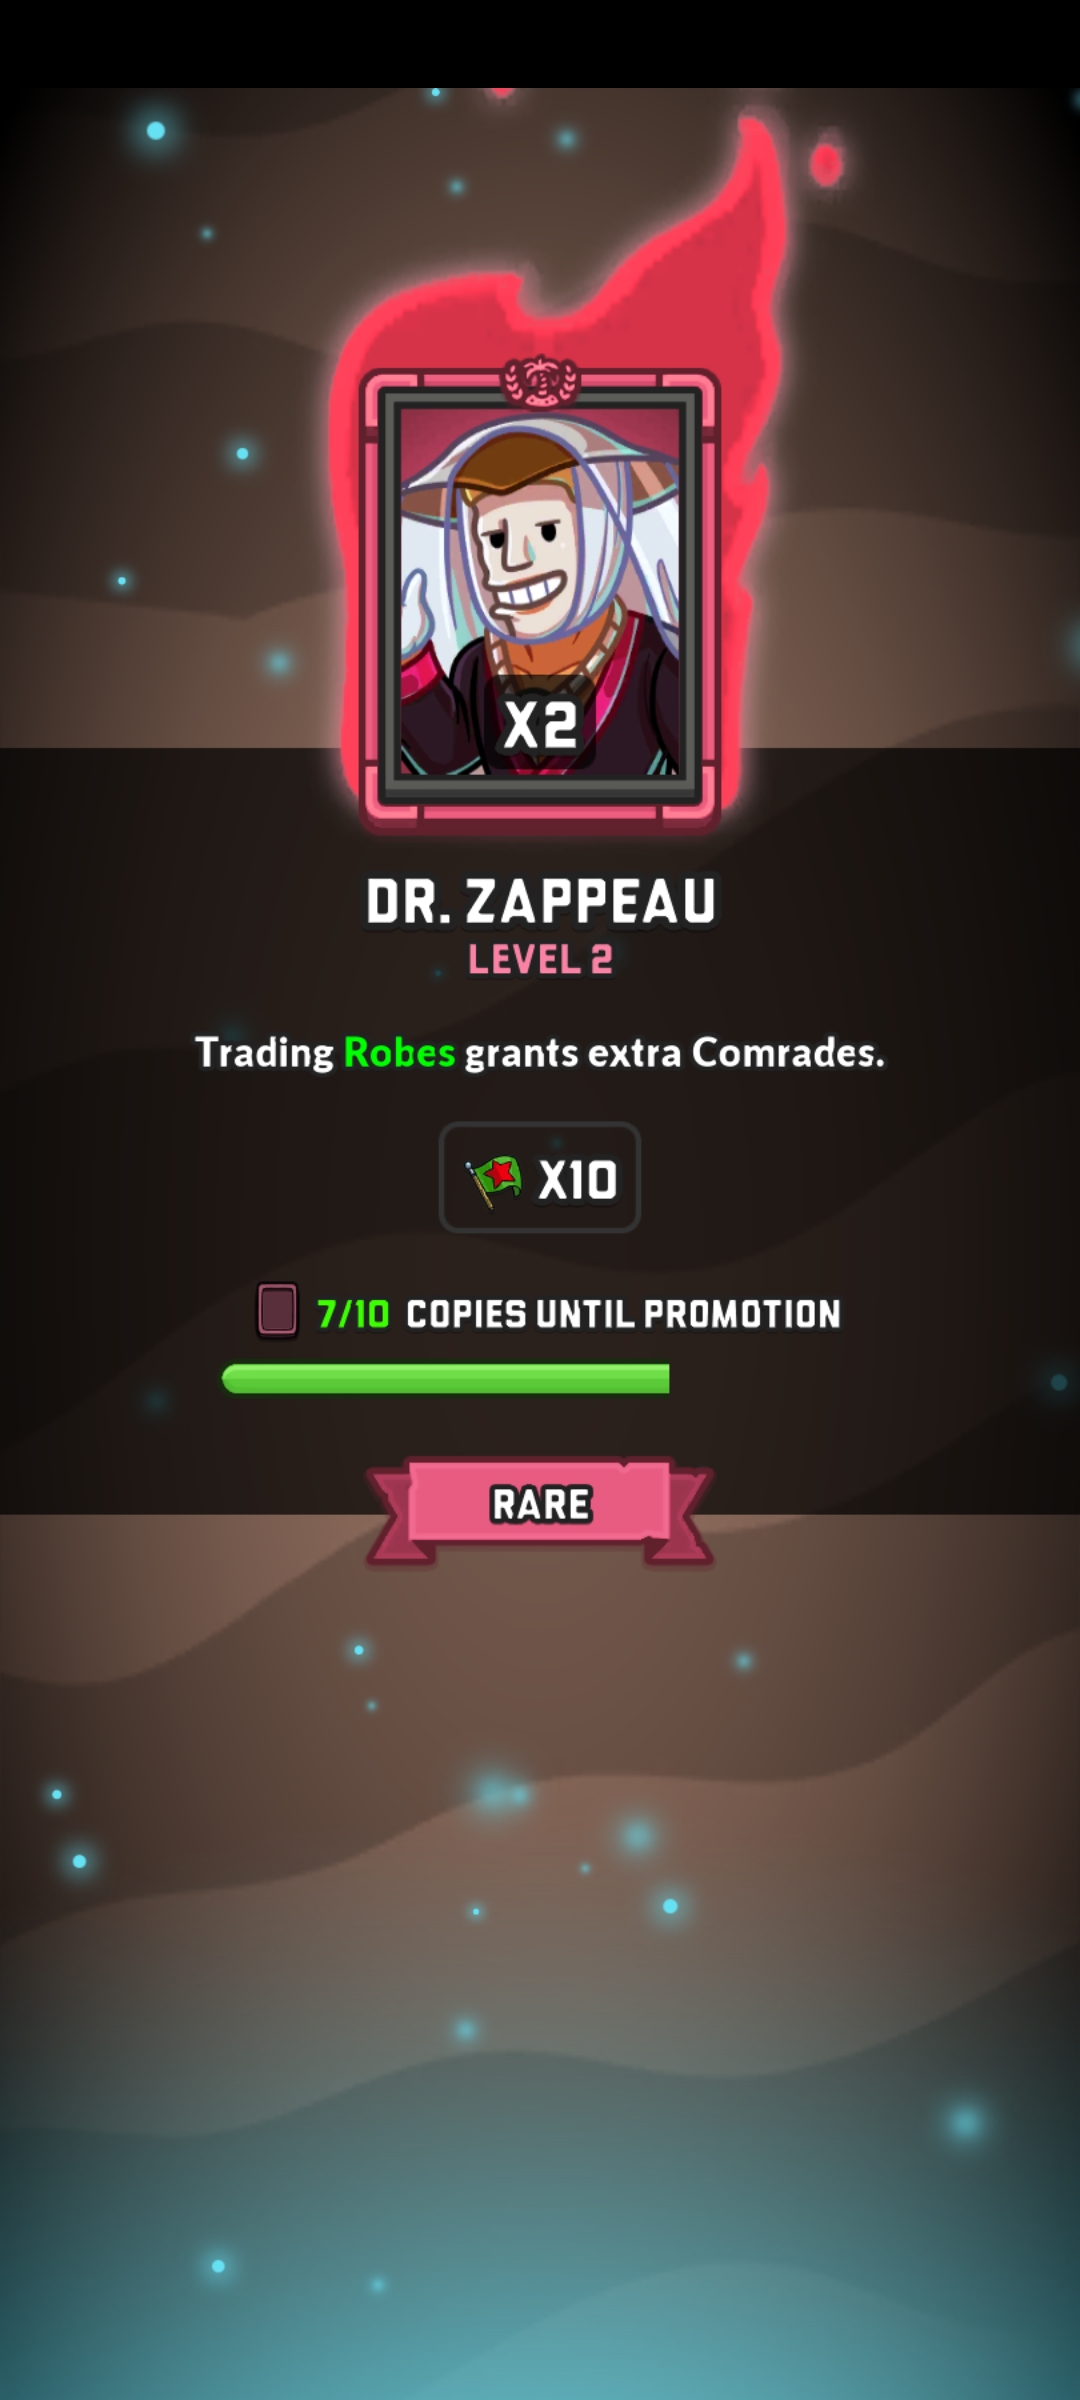 X2
DR. ZAPPEAU
LEVEL 2
Trading Robes grants extra Comrades.
X10
7/10 COPIES UNTIL PROMOTION
RARE